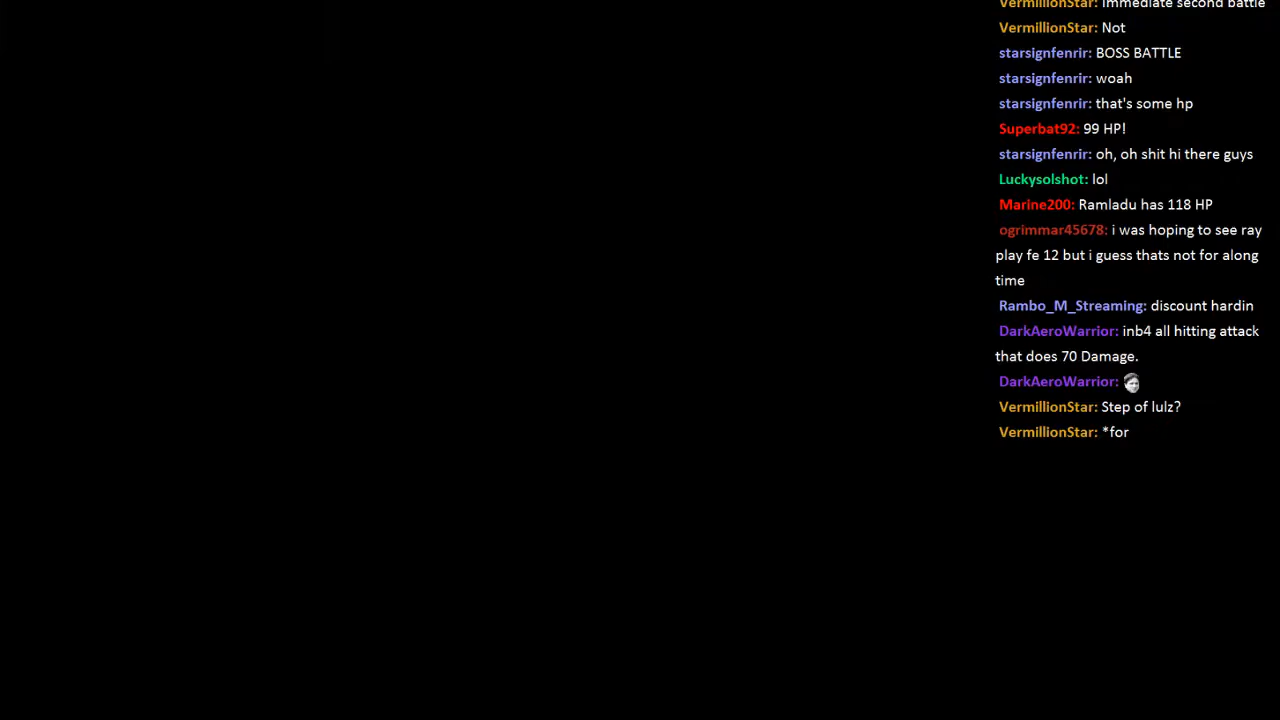 VermillionStar: Immediate second battle
VermillionStar: Not
starsignfenrir: BOSS BATTLE
starsignfenrir: woah
starsignfenrir: that's some hp
Superbat92: 99 HP!
starsignfenrir: oh, oh shit hi there guys
Luckysolshot: lol
Marine200: Ramladu has 118 HP
ogrimmar45678: i was hoping to see ray
play fe 12 but i guess thats not for along
time
Rambo_M_Streaming: discount hardin
DarkAeroWarrior: inb4 all hitting attack
that does 70 Damage.
DarkAeroWarrior:
VermillionStar: Step of lulz?
VermillionStar: *for